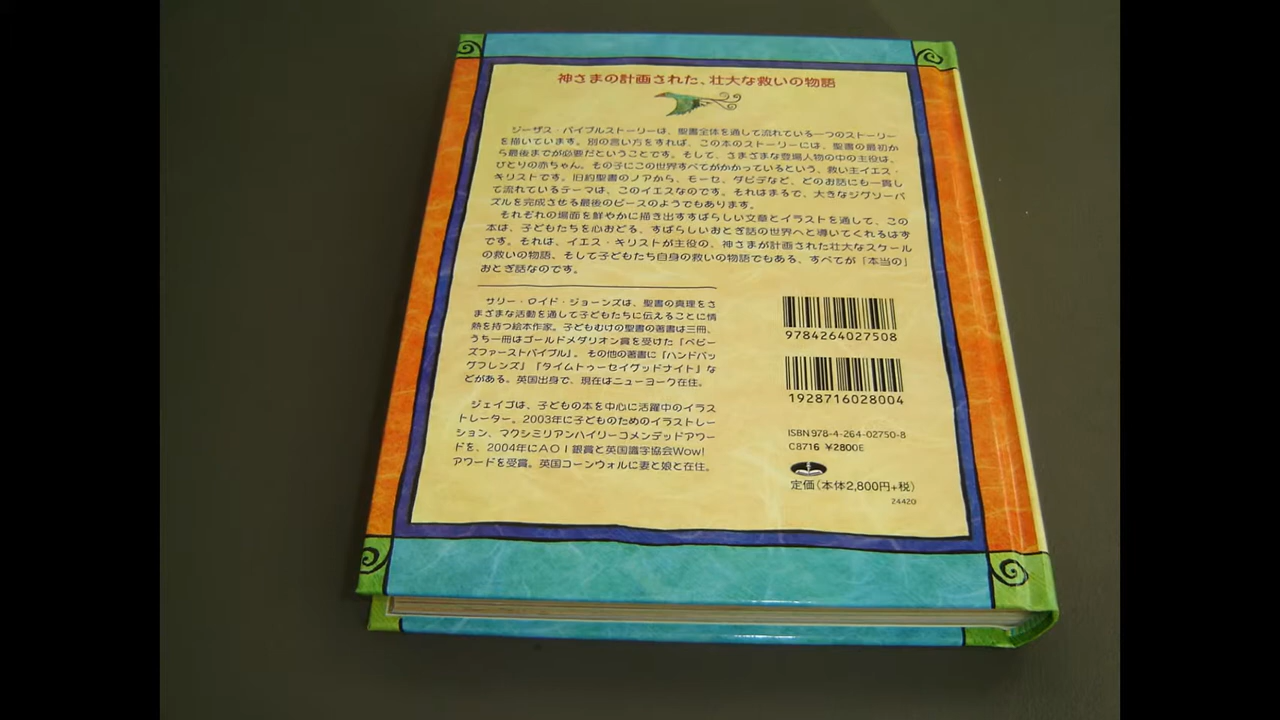 神さまの計画された、壮大な救いの物語
ジーザス・バイブルストーリーは、聖書全体を通して流れている一つのストーリー
を描いています。別の言い方をすれば、この本のストーリーには、聖書の最初か
ら最後までが必要だということです。そして、さまざまな登場人物の中の主役は、
ひとりの赤ちゃん。その子にこの世界すべてがかかっているという、救い主イエス・
キリストです。旧約聖書のノアから、モーセ、ダビデなど、どのお話にも一貫し
て流れているテーマは、このイエスなのです。それはまるで、大きなジグソーパ
ズルを完成させる最後のピースのようでもあります。
それぞれの場面を鮮やかに描き出すすばらしい文章とイラストを通して、この
本は、子どもたちを心おどる、すばらしいおとぎ話の世界へと導いてくれるはず
です。それは、イエス・キリストが主役の、神さまが計画された壮大なスケール
の救いの物語、そして子どもたち自身の救いの物語でもある、すべてが「本当の」
おとぎ話なのです。
サリー・ロイド・ジョーンズは、聖書の真理をさ
まざまな活動を通して子どもたちに伝えることに情
熱を持つ絵本作家。子どもむけの聖書の著書は三冊、
うち一冊はゴールドメダリオン賞を受けた「ベビー
ズファーストバイブル」。その他の著書に「ハンドバッ
グフレンズ」「タイムトゥーセイグッドナイト」な
どがある。英国出身で、現在はニューヨーク在住。
ジェイゴは、子どもの本を中心に活躍中のイラス
トレーター。2003年に子どものためのイラストレー
ション、マクシミリアンハイリーコメンデッドアワー
ドを、2004年にAOI銀賞と英国識字協会Wow!
アワードを受賞。英国コーンウォルに妻と娘と在住。
9784264027508
1928716028004
ISBN978-4-264-02750-8
C8716 ¥2800E
定価(本体2,800円+税)
24420